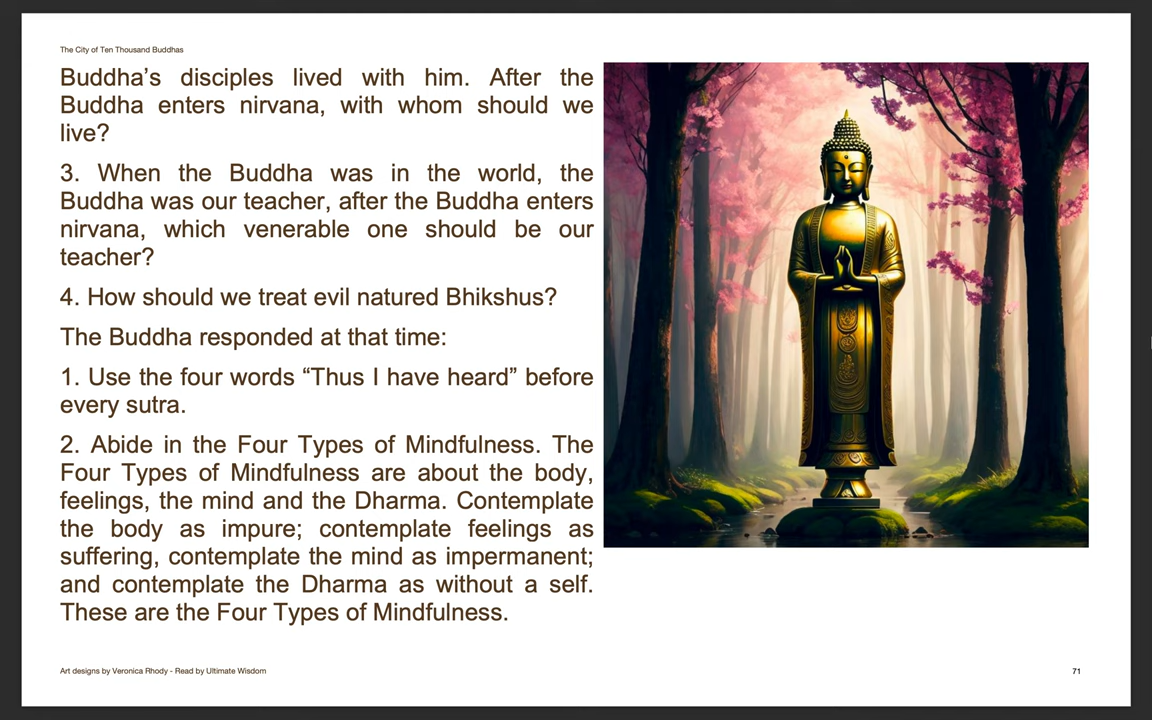 The City of Ten Thousand Buddhas
Buddha’s disciples lived with him. After the
Buddha enters nirvana, with whom should we
live?
3. When the Buddha was in the world, the
Buddha was our teacher, after the Buddha enters
nirvana, which venerable one should be our
teacher?
4. How should we treat evil natured Bhikshus?
The Buddha responded at that time:
1. Use the four words “Thus I have heard” before
every sutra.
2. Abide in the Four Types of Mindfulness. The
Four Types of Mindfulness are about the body,
feelings, the mind and the Dharma. Contemplate
the body as impure; contemplate feelings as
suffering, contemplate the mind as impermanent;
and contemplate the Dharma as without a self.
These are the Four Types of Mindfulness.
Art designs by Veronica Rhody - Read by Ultimate Wisdom
71